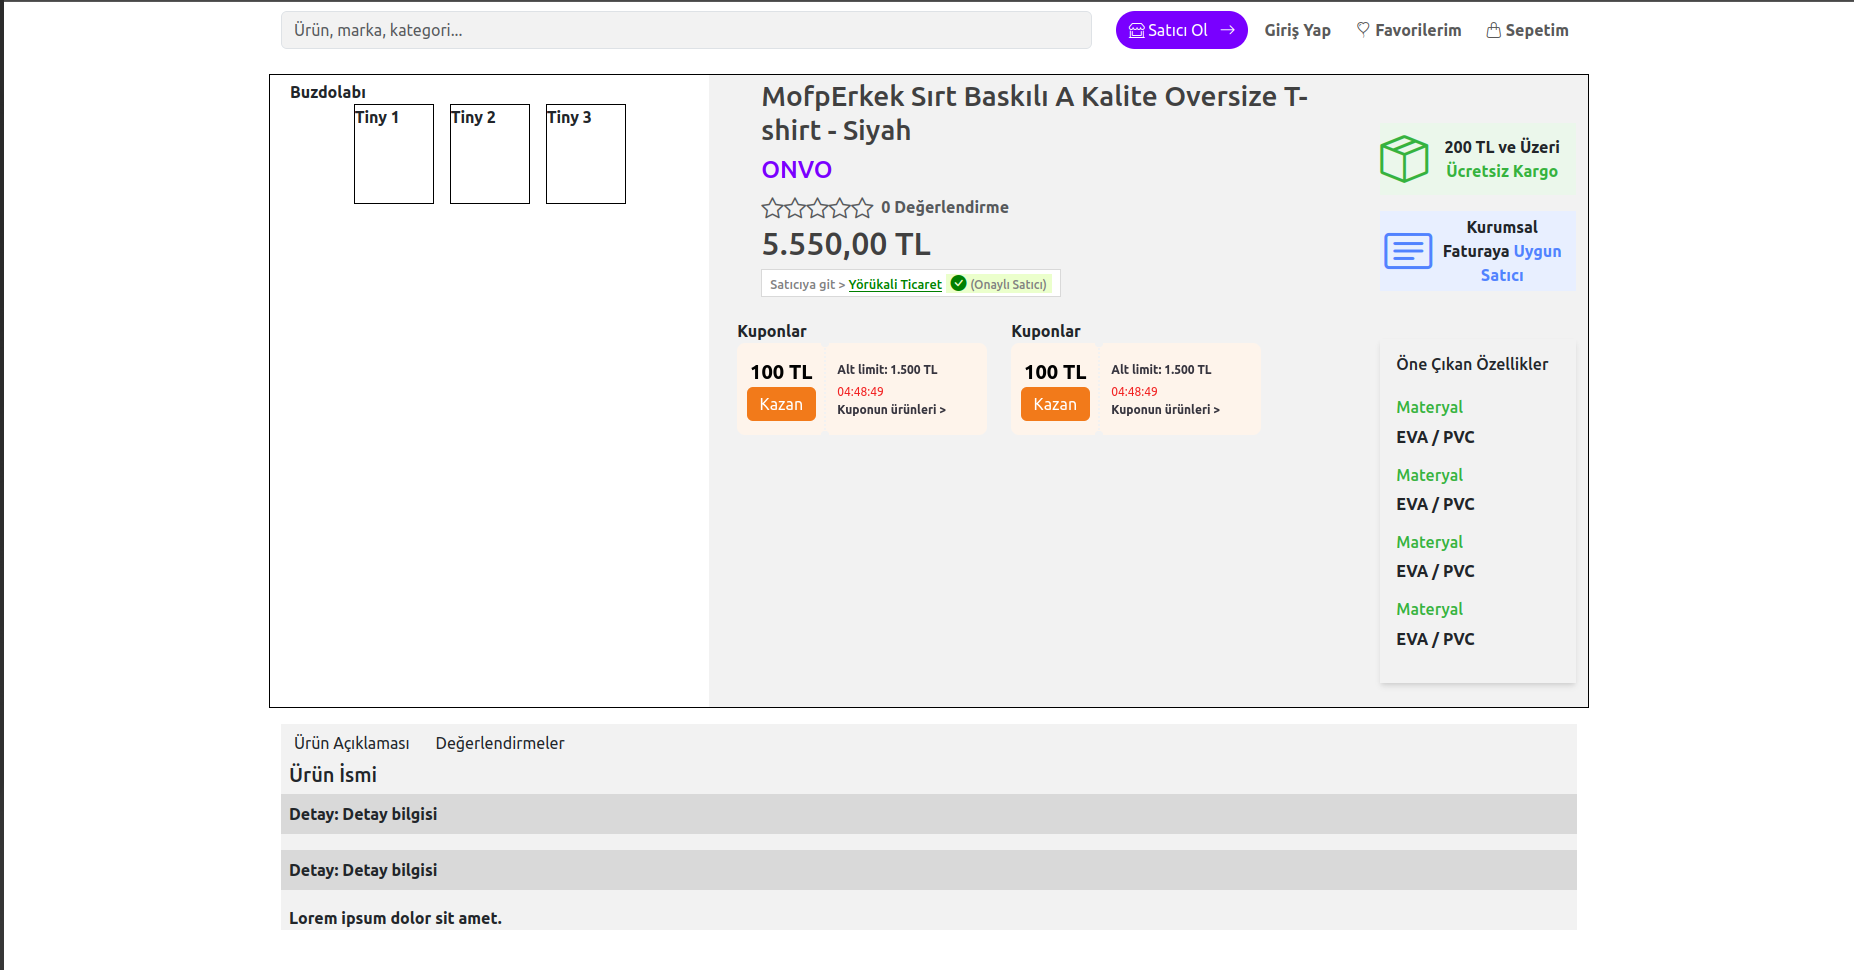 Ürün, marka, kategori...
Satıcı Ol
Giriş Yap
Favorilerim
Sepetim
Buzdolabı
Tiny 1
Tiny 2
Tiny 3
MofpErkek Sırt Baskılı A Kalite Oversize T-
shirt - Siyah
ONVO
0 Değerlendirme
5.550,00 TL
Satıcıya git > Yörükali Ticaret (Onaylı Satıcı)
Kuponlar
100 TL
Kazan
Alt limit: 1.500 TL
04:48:49
Kuponun ürünleri >
Kuponlar
100 TL
Kazan
Alt limit: 1.500 TL
04:48:49
Kuponun ürünleri >
200 TL ve Üzeri
Ücretsiz Kargo
Kurumsal
Faturaya Uygun
Satıcı
Öne Çıkan Özellikler
Materyal
EVA / PVC
Materyal
EVA / PVC
Materyal
EVA / PVC
Materyal
EVA / PVC
Ürün Açıklaması
Değerlendirmeler
Ürün İsmi
Detay: Detay bilgisi
Detay: Detay bilgisi
Lorem ipsum dolor sit amet.